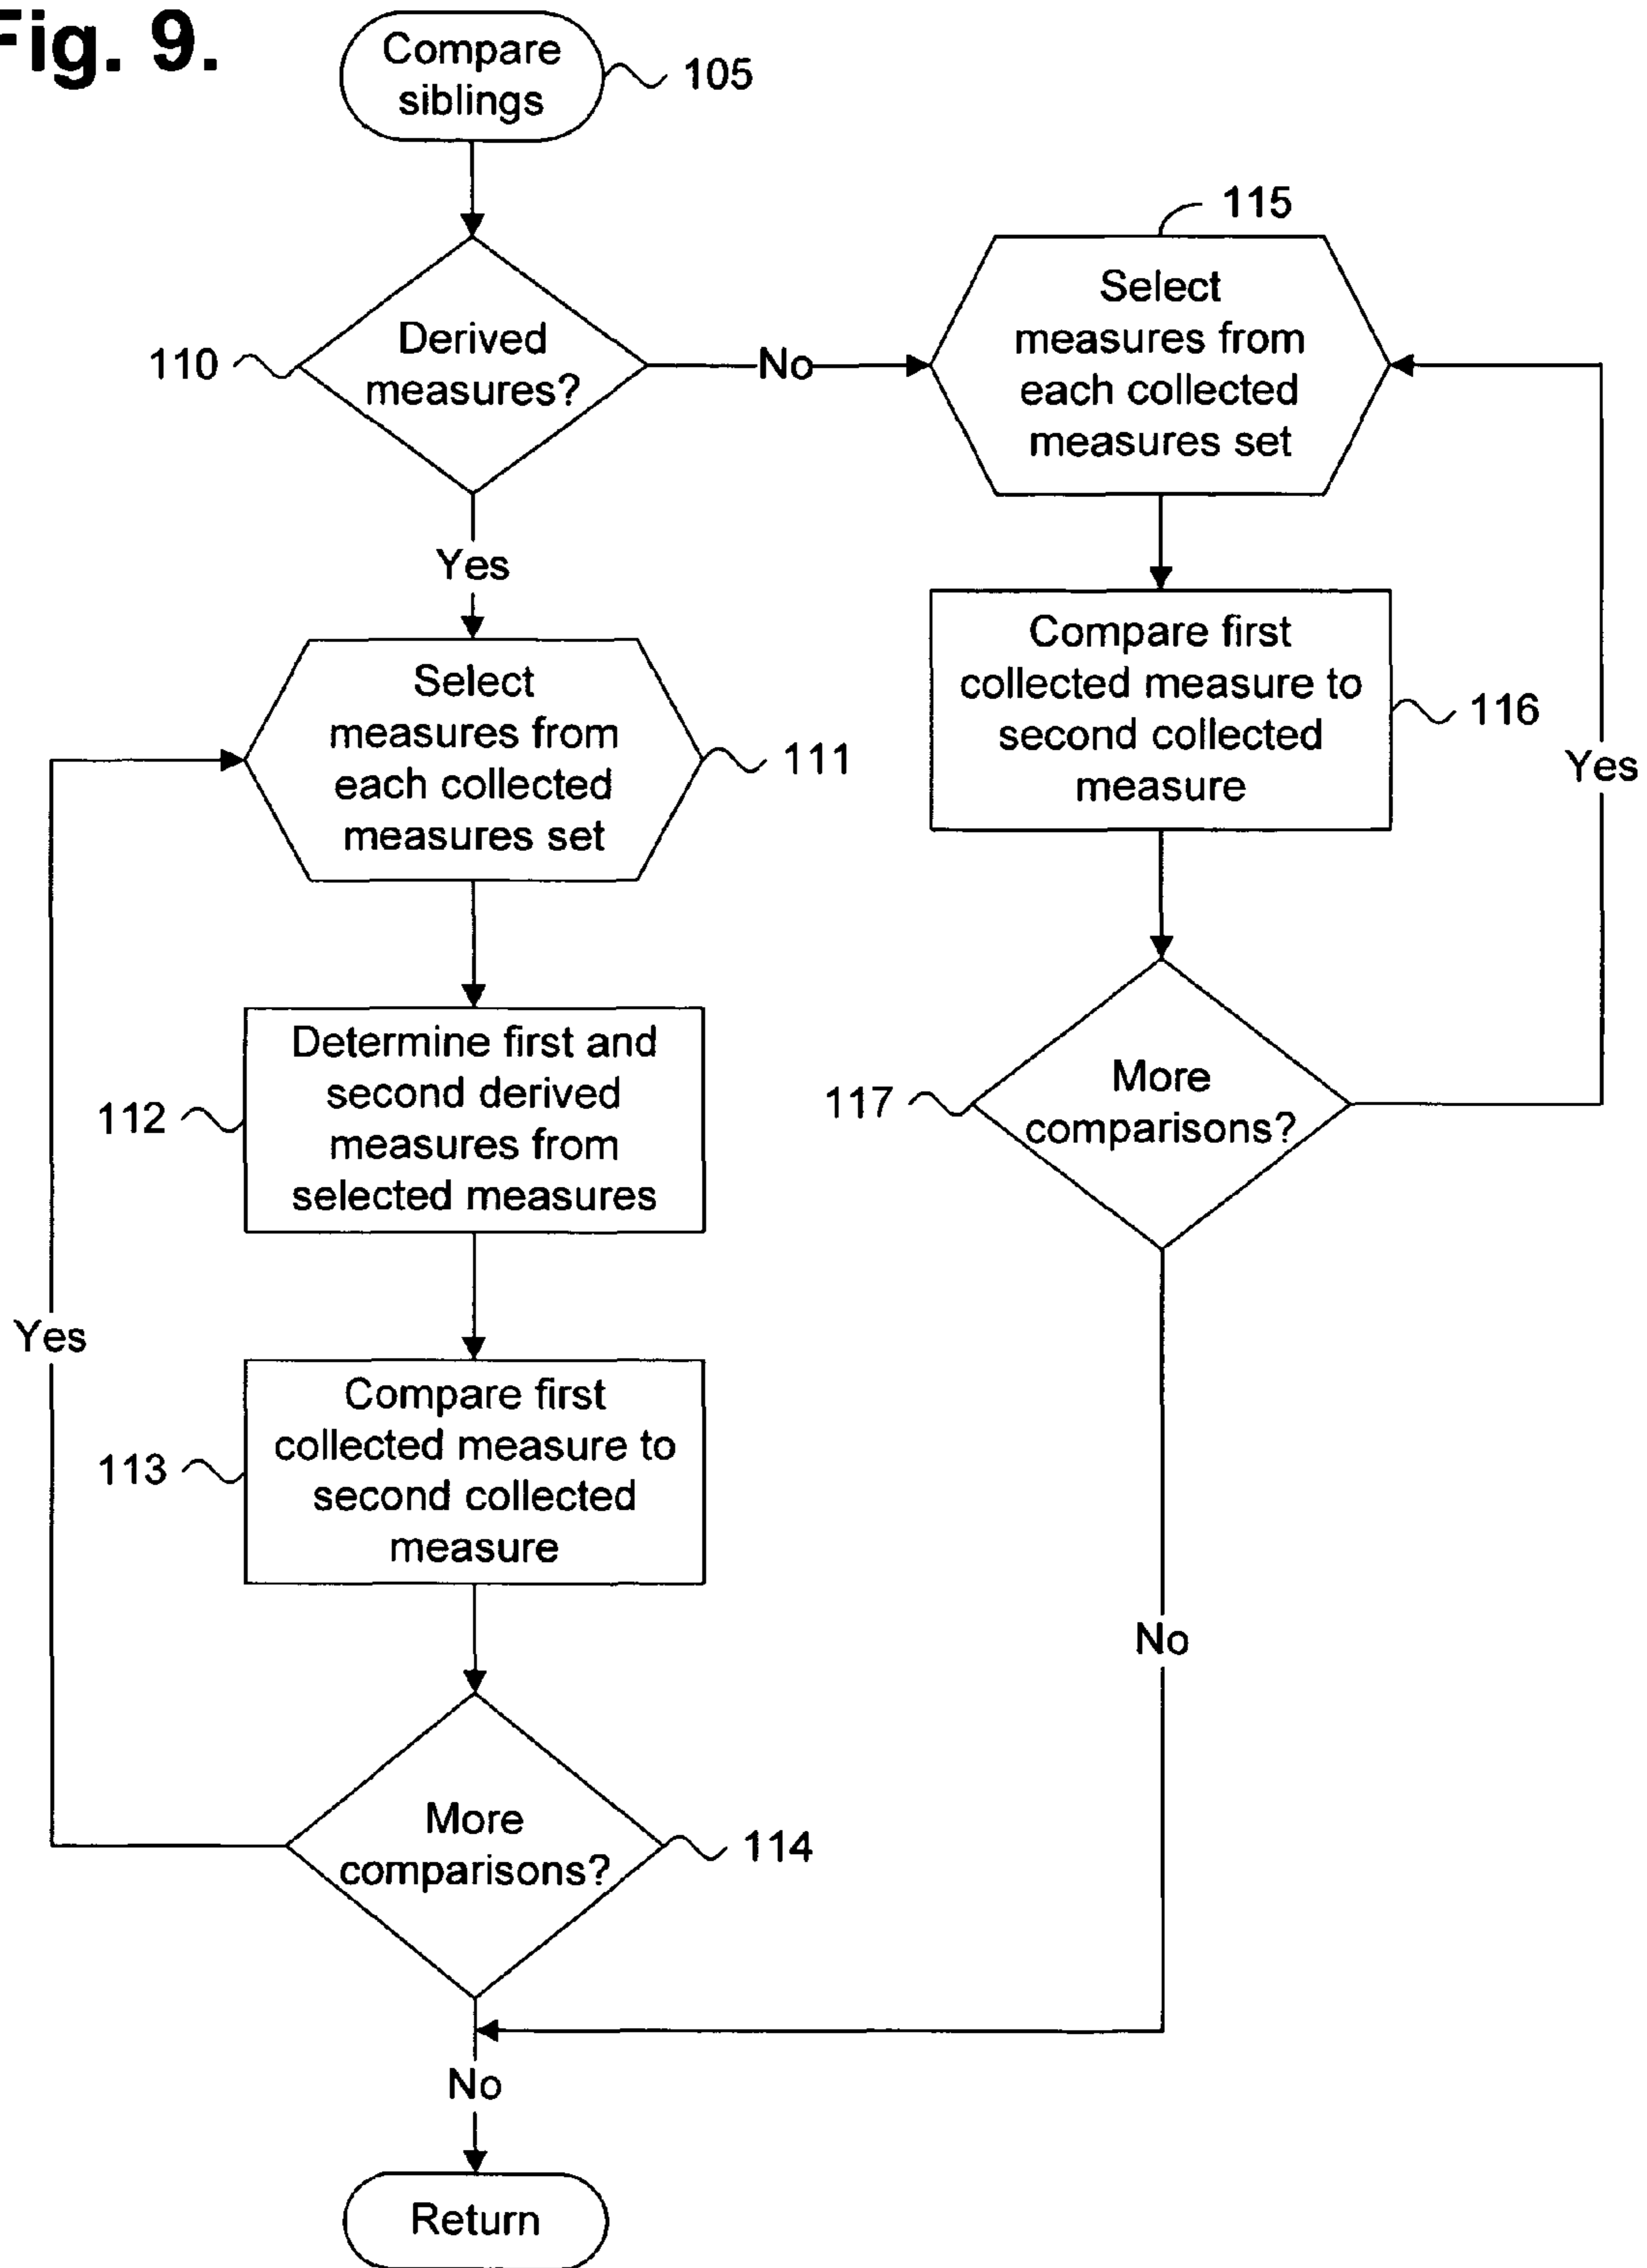 Fig. 9.
Compare
siblings
105
110
Derived
measures?
No
115
Select
measures from
each collected
measures set
Yes
Select
measures from
each collected
measures set
111
Compare first
collected measure to
second collected
measure
116
Yes
112
Determine first and
second derived
measures from
selected measures
117
More
comparisons?
Yes
113
Compare first
collected measure to
second collected
measure
No
More
comparisons?
114
No
Return